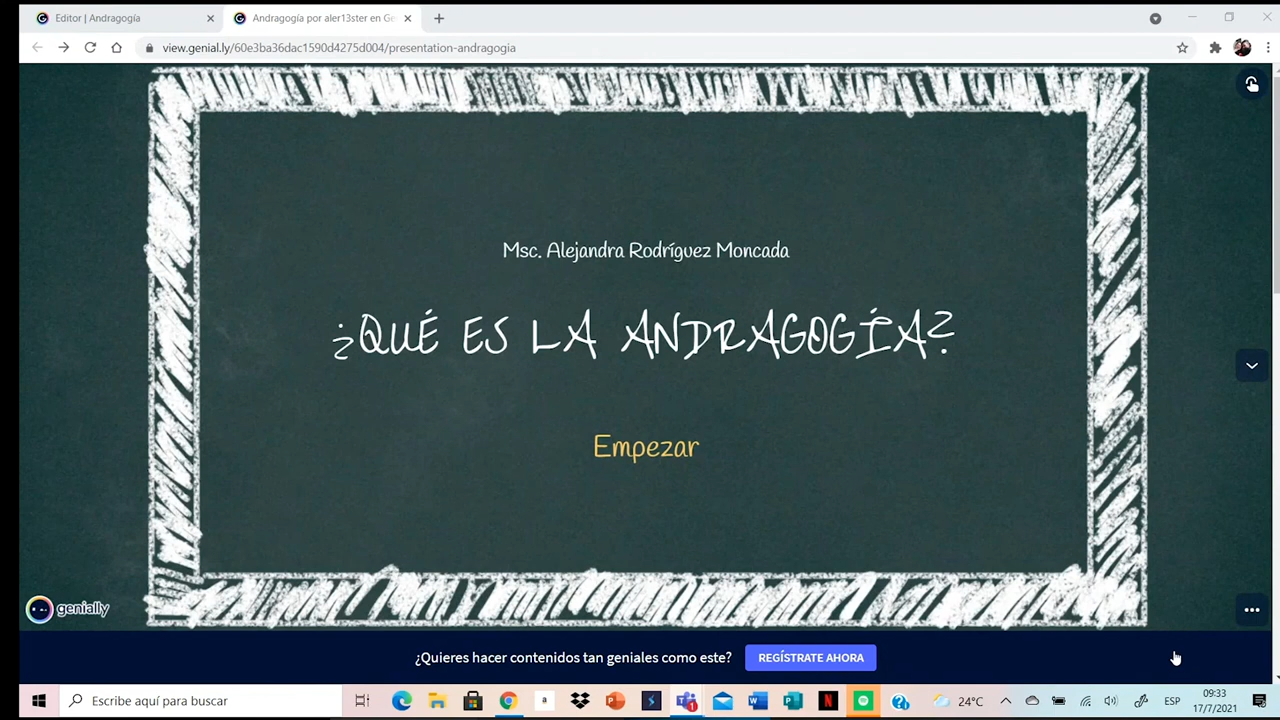 Editor | Andragogía
Andragogía por aler13ster en Ge
view.genial.ly/60e3ba36dac1590d4275d004/presentation-andragogia
Msc. Alejandra Rodríguez Moncada
¿QUÉ ES LA ANDRAGOGÍA?
Empezar
genially
¿Quieres hacer contenidos tan geniales como este?
REGÍSTRATE AHORA
Escribe aquí para buscar
24°C
ESP
09:33
17/7/2021